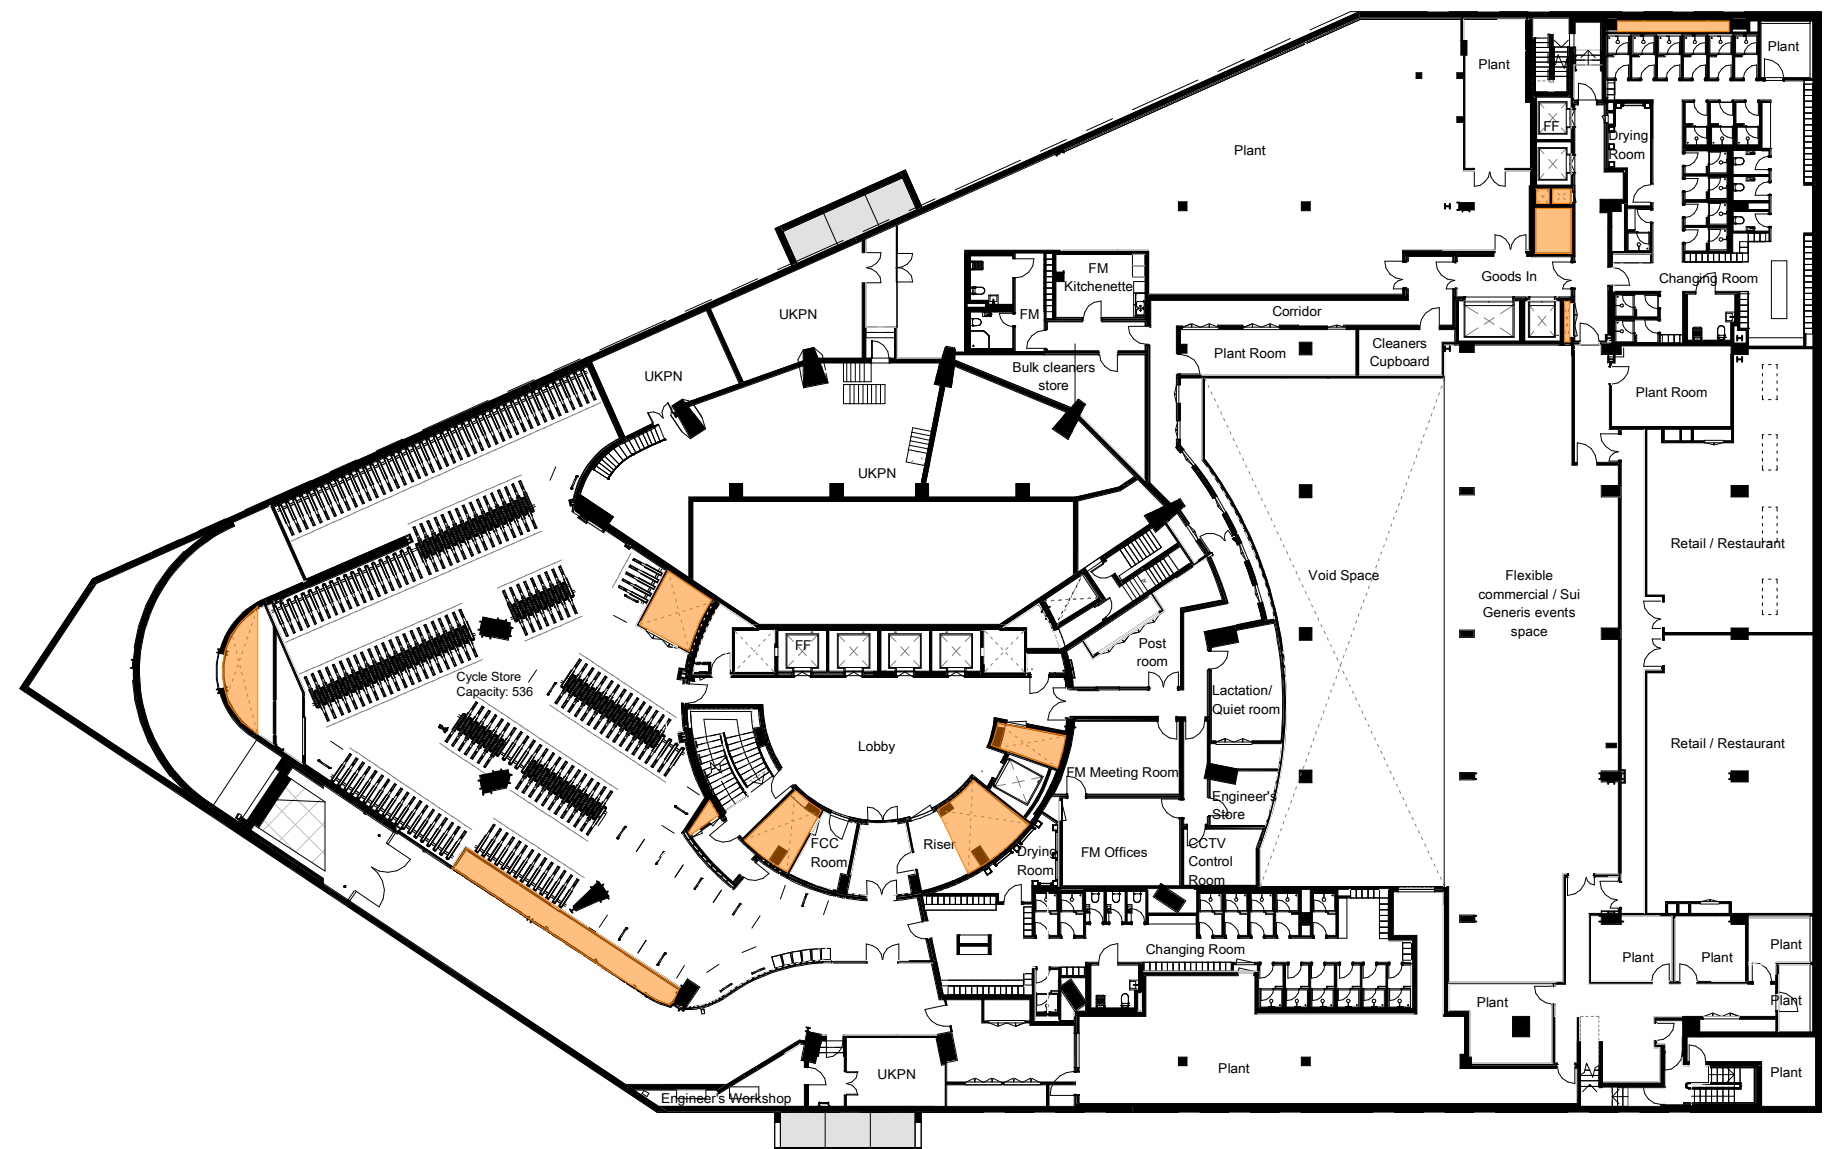 Plant
Plant
FF
Drying
Room
Plant
Changing Room
Goods In
FM
Kitchenette
FM
UKPN
Corridor
Plant Room
Cleaners
Cupboard
Bulk cleaners
store
UKPN
Plant Room
UKPN
Retail / Restaurant
Void Space
Flexible
commercial / Sui
Generis events
space
FF
Post
room
Cycle Store
Capacity: 536
Lactation/
Quiet room
Lobby
Retail / Restaurant
FM Meeting Room
Engineer's
Store
FCC
Room
Riser
Drying
Room
FM Offices
CCTV
Control
Room
Changing Room
Plant
Plant
Plant
Plant
Plant
UKPN
Plant
Plant
Engineer's Workshop